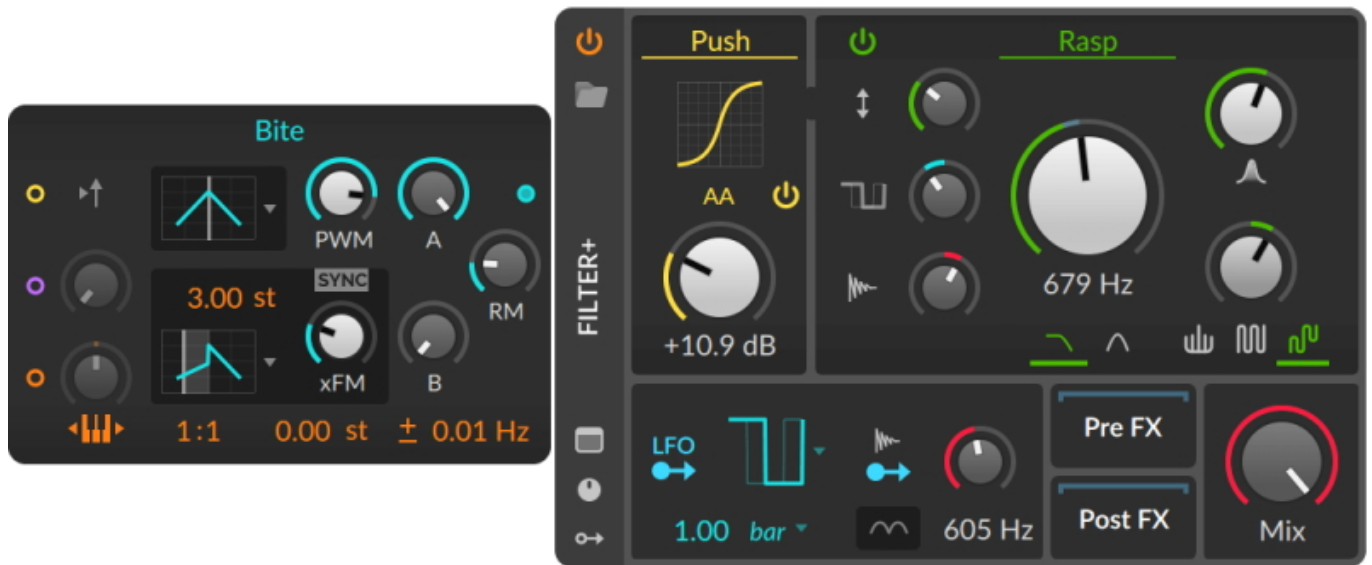 Bite
PWM
A
SYNC
3.00 st
RM
xFM
B
1:1
0.00 st
± 0.01 Hz
FILTER+
Push
AA
+10.9 dB
Rasp
679 Hz
LFO
1.00 bar
605 Hz
Pre FX
Post FX
Mix